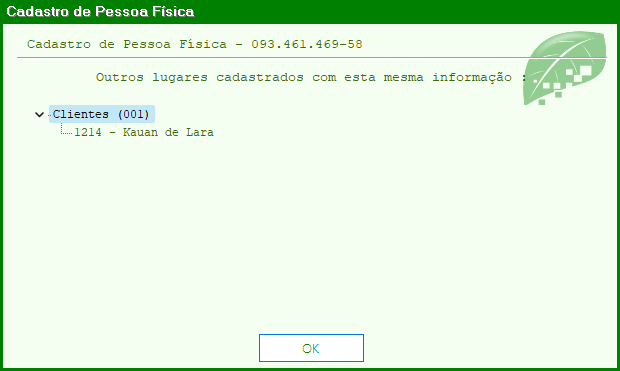 Cadastro de Pessoa Física
Cadastro de Pessoa Física - 093.461.469-58
Outros lugares cadastrados com esta mesma informação :
Clientes (001)
1214 - Kauan de Lara
OK